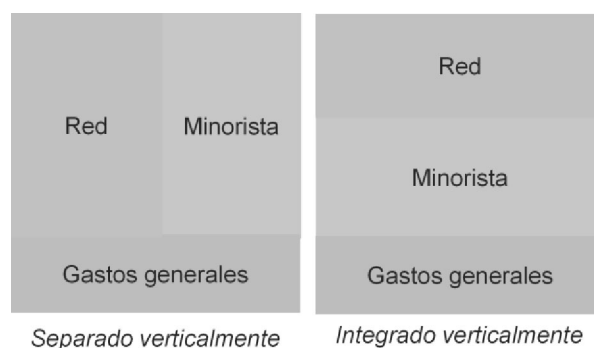 Red
Minorista
Gastos generales
Separado verticalmente
Red
Minorista
Gastos generales
Integrado verticalmente